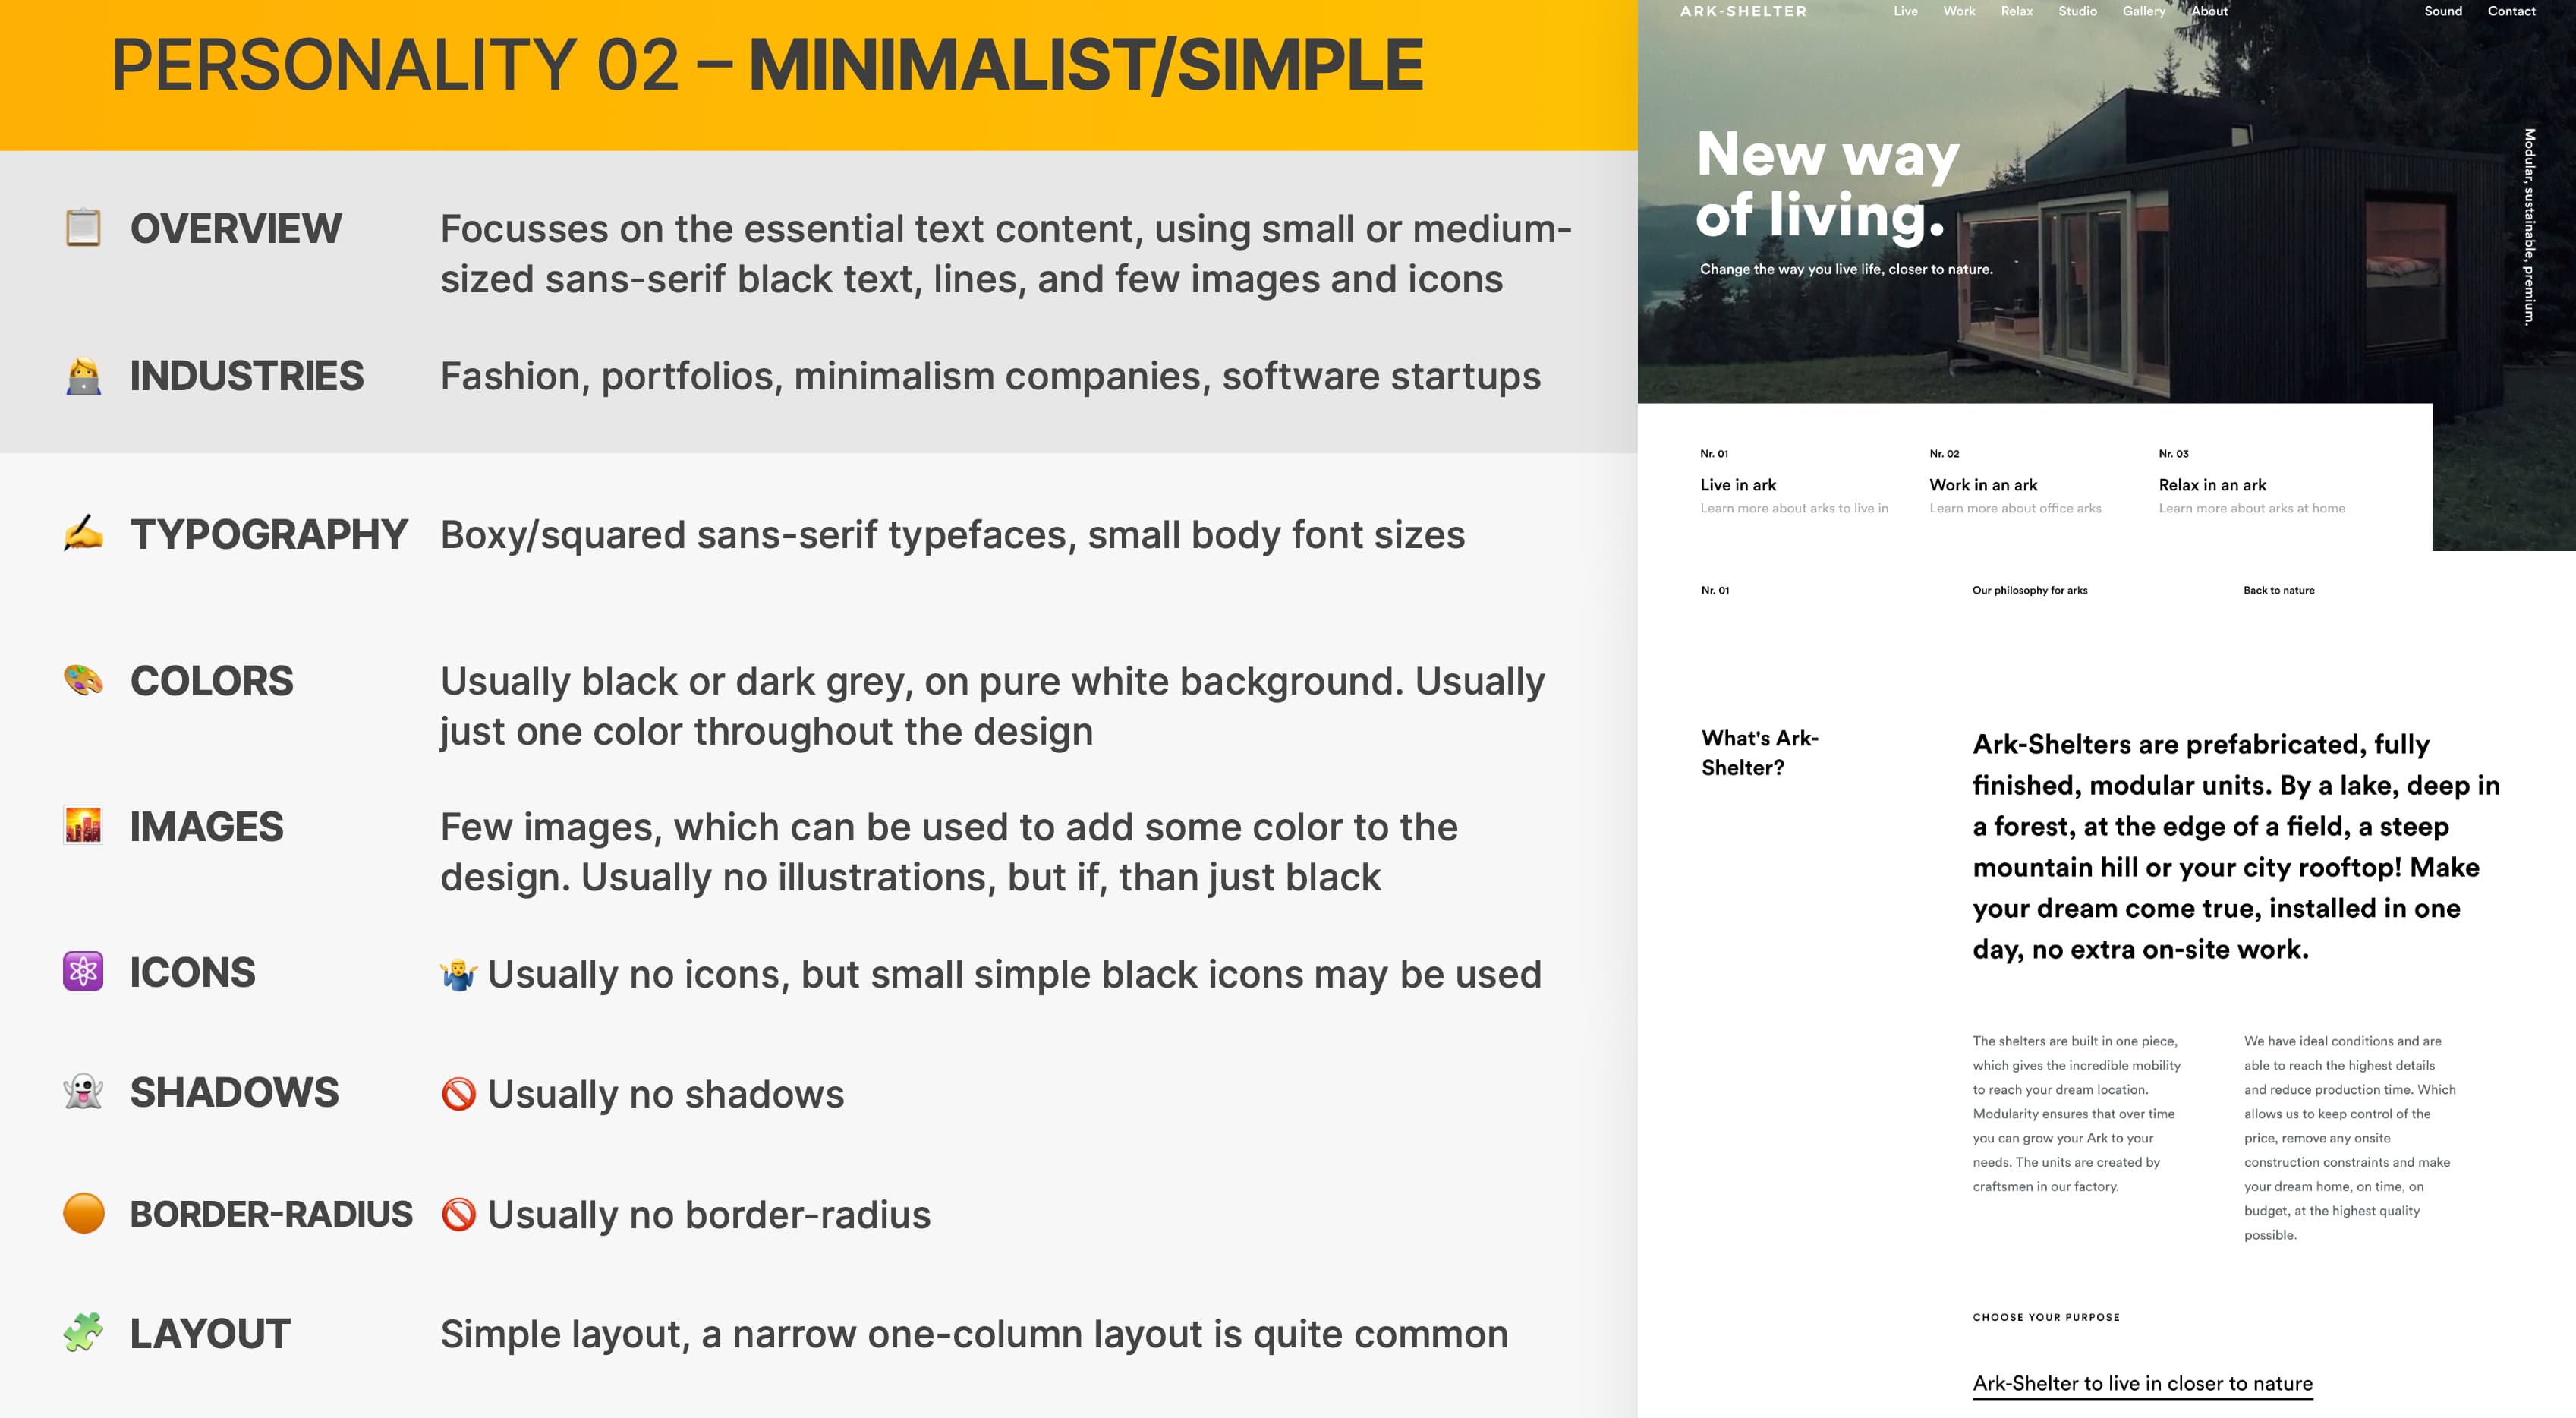 PERSONALITY 02 – MINIMALIST/SIMPLE
OVERVIEW
Focusses on the essential text content, using small or medium-
sized sans-serif black text, lines, and few images and icons
INDUSTRIES
Fashion, portfolios, minimalism companies, software startups
TYPOGRAPHY
Boxy/squared sans-serif typefaces, small body font sizes
COLORS
Usually black or dark grey, on pure white background. Usually
just one color throughout the design
IMAGES
Few images, which can be used to add some color to the
design. Usually no illustrations, but if, than just black
ICONS
Usually no icons, but small simple black icons may be used
SHADOWS
Usually no shadows
BORDER-RADIUS
Usually no border-radius
LAYOUT
Simple layout, a narrow one-column layout is quite common
ARK-SHELTER
Live Work Relax Studio Gallery About Sound Contact
New way
of living.
Change the way you live life, closer to nature.
Modular, sustainable, premium.
Nr. 01
Live in ark
Learn more about arks to live in
Nr. 02
Work in an ark
Learn more about office arks
Nr. 03
Relax in an ark
Learn more about arks at home
Nr. 01
Our philosophy for arks
Back to nature
What's Ark-
Shelter?
Ark-Shelters are prefabricated, fully
finished, modular units. By a lake, deep in
a forest, at the edge of a field, a steep
mountain hill or your city rooftop! Make
your dream come true, installed in one
day, no extra on-site work.
The shelters are built in one piece,
which gives the incredible mobility
to reach your dream location.
Modularity ensures that over time
you can grow your Ark to your
needs. The units are created by
craftsmen in our factory.
We have ideal conditions and are
able to reach the highest details
and reduce production time. Which
allows us to keep control of the
price, remove any onsite
construction constraints and make
your dream home, on time, on
budget, at the highest quality
possible.
CHOOSE YOUR PURPOSE
Ark-Shelter to live in closer to nature